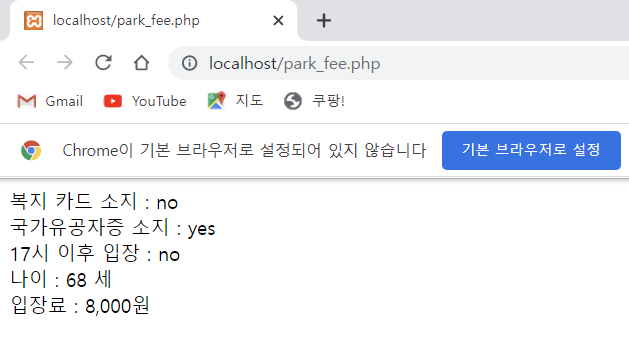 localhost/park_fee.php
localhost/park_fee.php
Gmail YouTube 지도 쿠팡!
Chrome이 기본 브라우저로 설정되어 있지 않습니다 기본 브라우저로 설정
복지 카드 소지 : no
국가유공자증 소지 : yes
17시 이후 입장 : no
나이 : 68 세
입장료 : 8,000원